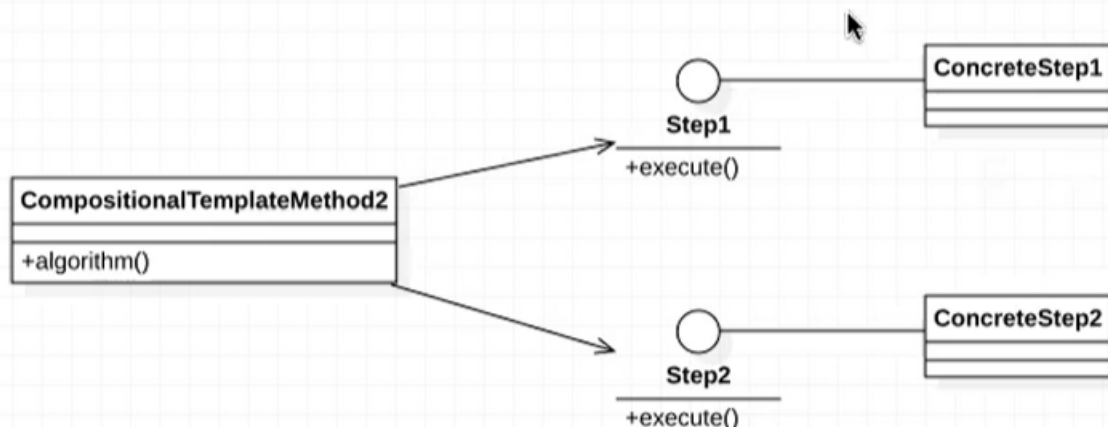 ConcreteStep1
Step1
+execute()
CompositionalTemplateMethod2
+algorithm()
ConcreteStep2
Step2
+execute()